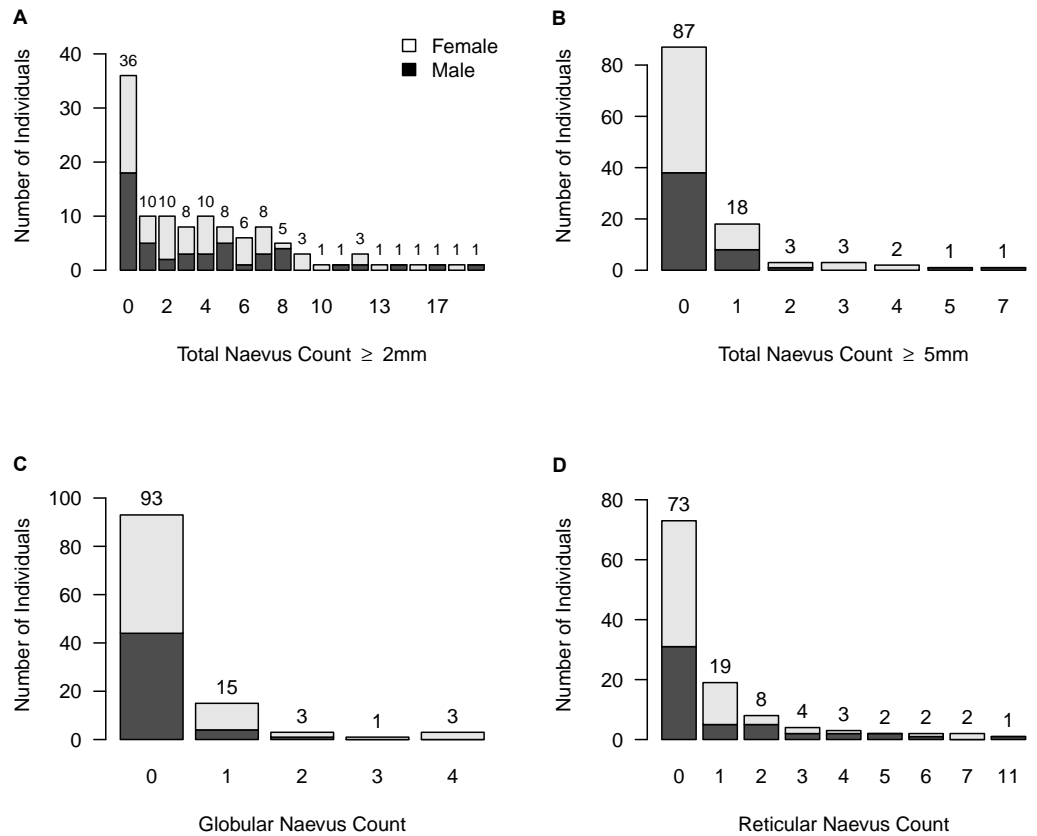 A
Number of Individuals
40
30
20
10
0
36 10 10 8 10 8 6 8 5 3 1 1 3 1 1 1 1 1 1
Female
Male
0 2 4 6 8 10 13 17
Total Naevus Count ≥ 2mm
B
Number of Individuals
80
60
40
20
0
87 18 3 3 2 1 1
0 1 2 3 4 5 7
Total Naevus Count ≥ 5mm
C
Number of Individuals
100
80
60
40
20
0
93 15 3 1 3
0 1 2 3 4
Globular Naevus Count
D
Number of Individuals
80
60
40
20
0
73 19 8 4 3 2 2 2 1
0 1 2 3 4 5 6 7 11
Reticular Naevus Count